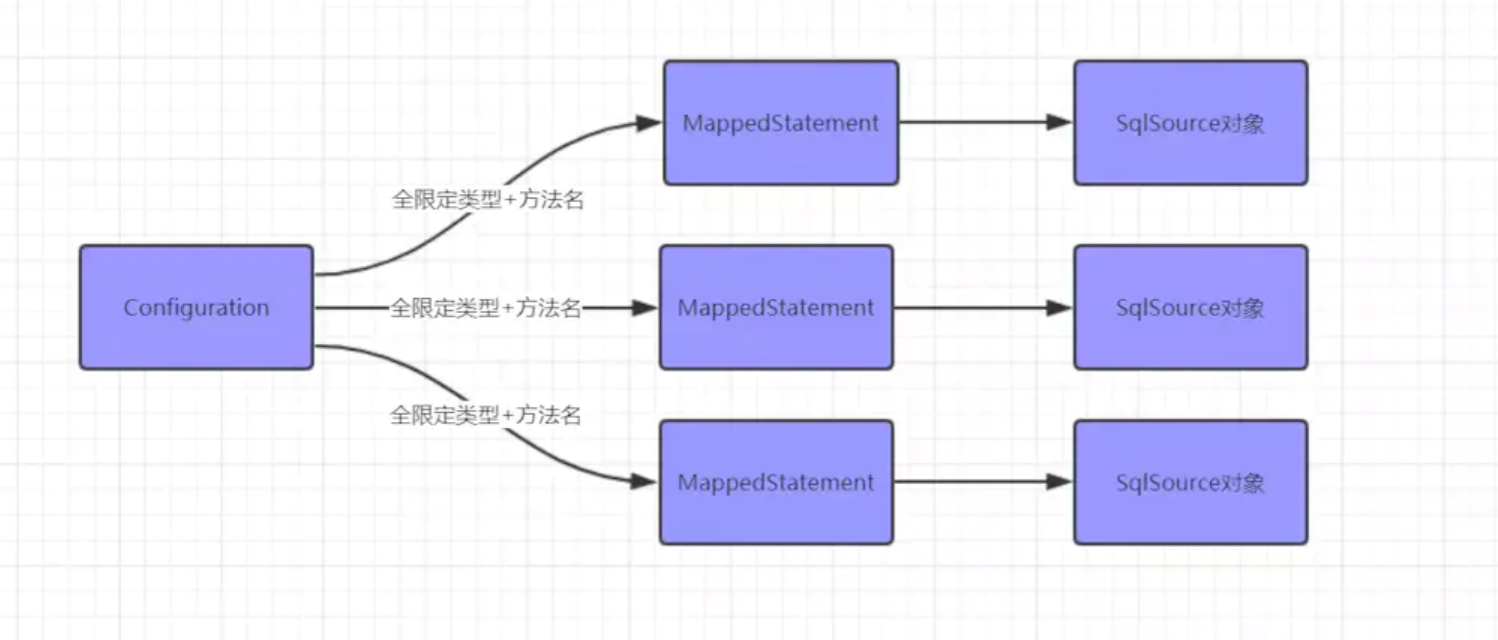 MappedStatement
SqlSource对象
全限定类型+方法名
Configuration
全限定类型+方法名
MappedStatement
SqlSource对象
全限定类型+方法名
MappedStatement
SqlSource对象